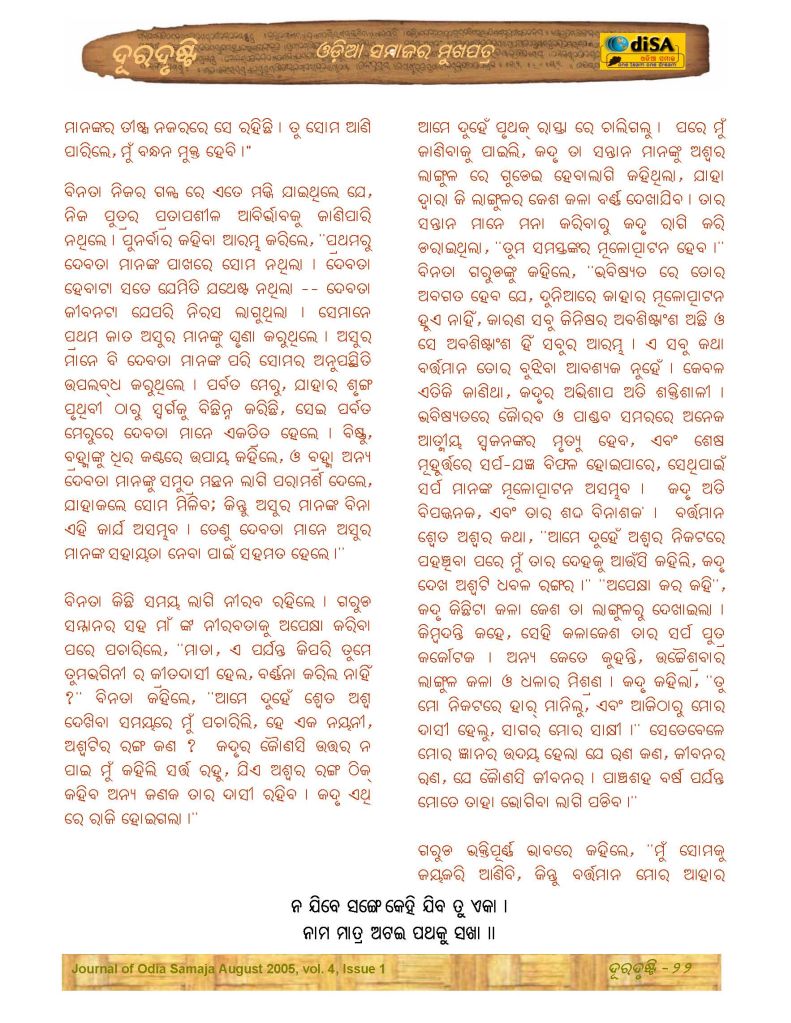 ଦୂରଦୃଷ୍ଟି
ଓଡ଼ିଆ ସମାଜର ମୁଖପତ୍ର
diSA
ଓଡିଆ ସମାଜ
one team one dream
ମାନଙ୍କର ତୀକ୍ଷ୍ଣ ନଜରରେ ସେ ରହିଛି । ତୁ ସୋମ ଆଣି
ପାରିଲେ, ମୁଁ ବନ୍ଧନ ମୁକ୍ତ ହେବି ।"
ବିନତା ନିଜର ଗଳ୍ପ ରେ ଏତେ ମଜ୍ଜି ଯାଇଥିଲେ ଯେ,
ନିଜ ପୁତ୍ରର ପ୍ରତାପଶୀଳ ଆବିର୍ଭାବକୁ ଜାଣିପାରି
ନଥିଲେ । ପୁନର୍ବାର କହିବା ଆରମ୍ଭ କରିଲେ, "ପ୍ରଥମରୁ
ଦେବତା ମାନଙ୍କ ପାଖରେ ସୋମ ନଥିଲା । ଦେବତା
ହେବାଟା ସତେ ଯେମିତି ଯଥେଷ୍ଟ ନଥିଲା -- ଦେବତା
ଜୀବନଟା ଯେପରି ନିରସ ଲାଗୁଥିଲା । ସେମାନେ
ପ୍ରଥମ ଜାତ ଅସୁର ମାନଙ୍କୁ ଘୃଣା କରୁଥିଲେ । ଅସୁର
ମାନେ ବି ଦେବତା ମାନଙ୍କ ପରି ସୋମର ଅନୁପସ୍ଥିତି
ଉପଲବ୍ଧ କରୁଥିଲେ । ପର୍ବତ ମେରୁ, ଯାହାର ଶୃଙ୍ଗ
ପୃଥିବୀ ଠାରୁ ସ୍ୱର୍ଗକୁ ବିଛିନ୍ନ କରିଛି, ସେଇ ପର୍ବତ
ମେରୁରେ ଦେବତା ମାନେ ଏକତ୍ରିତ ହେଲେ । ବିଷ୍ଣୁ,
ବ୍ରହ୍ମାଙ୍କୁ ଧିର କଣ୍ଠରେ ଉପାୟ କହିଲେ, ଓ ବ୍ରହ୍ମା ଅନ୍ୟ
ଦେବତା ମାନଙ୍କୁ ସମୁଦ୍ର ମନ୍ଥନ ଲାଗି ପରାମର୍ଶ ଦେଲେ,
ଯାହାକଲେ ସୋମ ମିଳିବ; କିନ୍ତୁ ଅସୁର ମାନଙ୍କ ବିନା
ଏହି କାର୍ଯ ଅସମ୍ଭବ । ତେଣୁ ଦେବତା ମାନେ ଅସୁର
ମାନଙ୍କ ସହାୟତା ନେବା ପାଇଁ ସହମତ ହେଲେ ।"
ବିନତା କିଛି ସମୟ ଲାଗି ନୀରବ ରହିଲେ । ଗରୁଡ
ସମ୍ମାନର ସହ ମାଁ ଙ୍କ ନୀରବତାକୁ ଅପେକ୍ଷା କରିବା
ପରେ ପଚାରିଲେ, "ମାତା, ଏ ପର୍ଯନ୍ତ କିପରି ତୁମେ
ତୁମଭଗିନୀ ର କ୍ରୀତଦାସୀ ହେଲ, ବର୍ଣ୍ଣନା କରିଲ ନାହିଁ
?" ବିନତା କହିଲେ, "ଆମେ ଦୁହେଁ ଶ୍ୱେତ ଅଶ୍ୱ
ଦେଖିବା ସମୟରେ ମୁଁ ପଚାରିଲି, ହେ ଏକ ନୟନୀ,
ଅଶ୍ୱଟିର ରଙ୍ଗ କଣ ? କଦୃର କୌଣସି ଉତ୍ତର ନ
ପାଇ ମୁଁ କହିଲି ସର୍ତ୍ତ ରହୁ, ଯିଏ ଅଶ୍ୱର ରଙ୍ଗ ଠିକ୍
କହିବ ଅନ୍ୟ ଜଣକ ତାର ଦାସୀ ରହିବ । କଦୃ ଏଥି
ରେ ରାଜି ହୋଇଗଲା ।"
ଆମେ ଦୁହେଁ ପୃଥକ୍ ରାସ୍ତା ରେ ଚାଲିଗଲୁ । ପରେ ମୁଁ
ଜାଣିବାକୁ ପାଇଲି, କଦୃ ତା ସନ୍ତାନ ମାନଙ୍କୁ ଅଶ୍ୱର
ଲାଙ୍ଗୁଳ ରେ ଗୁଡେଇ ହେବାଲାଗି କହିଥିଲା, ଯାହା
ଦ୍ୱାରା କି ଲାଙ୍ଗୁଳର କେଶ କଳା ବର୍ଣ୍ଣ ଦେଖାଯିବ । ତାର
ସନ୍ତାନ ମାନେ ମନା କରିବାରୁ କଦୃ ରାଗି କରି
ଡରାଇଥିଲା, "ତୁମ ସମସ୍ତଙ୍କର ମୂଳୋତ୍ପାଟନ ହେବ ।"
ବିନତା ଗରୁଡଙ୍କୁ କହିଲେ, "ଭବିଷ୍ୟତ ରେ ତୋର
ଅବଗତ ହେବ ଯେ, ଦୁନିଆରେ କାହାର ମୂଳୋତ୍ପାଟନ
ହୁଏ ନାହିଁ, କାରଣ ସବୁ ଜିନିଷର ଅବଶିଷ୍ଟାଂଶ ଅଛି ଓ
ସେ ଅବଶିଷ୍ଟାଂଶ ହିଁ ସବୁର ଆରମ୍ଭ । ଏ ସବୁ କଥା
ବର୍ତ୍ତମାନ ତୋର ବୁଝିବା ଆବଶ୍ୟକ ନୁହେଁ । କେବଳ
ଏତିକି ଜାଣିଥା, କଦୃର ଅଭିଶାପ ଅତି ଶକ୍ତିଶାଳୀ ।
ଭବିଷ୍ୟତରେ କୌରବ ଓ ପାଣ୍ଡବ ସମରରେ ଅନେକ
ଆତ୍ମୀୟ ସ୍ୱଜନଙ୍କର ମୃତ୍ୟୁ ହେବ, ଏବଂ ଶେଷ
ମୂହୁର୍ତ୍ତରେ ସର୍ପ-ଯଜ୍ଞ ବିଫଳ ହୋଇପାରେ, ସେଥିପାଇଁ
ସର୍ପ ମାନଙ୍କ ମୂଳୋତ୍ପାଟନ ଅସମ୍ଭବ । କଦୃ ଅତି
ବିପଜ୍ଜନକ, ଏବଂ ତାର ଶବ୍ଦ ବିନାଶକ । ବର୍ତ୍ତମାନ
ଶ୍ୱେତ ଅଶ୍ୱର କଥା, "ଆମେ ଦୁହେଁ ଅଶ୍ୱର ନିକଟରେ
ପହଞ୍ଚିବା ପରେ ମୁଁ ତାର ଦେହକୁ ଆଉଁସି କହିଲି, କଦୃ
ଦେଖ ଅଶ୍ୱଟି ଧବଳ ରଙ୍ଗର ।" "ଅପେକ୍ଷା କର କହି",
କଦୃ କିଛିଟା କଳା କେଶ ତା ଲାଙ୍ଗୁଳରୁ ଦେଖାଇଲା ।
କିମ୍ବଦନ୍ତି କହେ, ସେହି କଳାକେଶ ତାର ସର୍ପ ପୁତ୍ର
କର୍କୋଟକ । ଅନ୍ୟ କେତେ କୁହନ୍ତି, ଉଚ୍ଚୈଶ୍ରବାର
ଲାଙ୍ଗୁଳ କଳା ଓ ଧଳାର ମିଶ୍ରଣ । କଦୃ କହିଲା, "ତୁ
ମୋ ନିକଟରେ ହାର୍ ମାନିଲୁ, ଏବଂ ଆଜିଠାରୁ ମୋର
ଦାସୀ ହେଲୁ, ସାଗର ମୋର ସାକ୍ଷୀ ।" ସେତେବେଳେ
ମୋର ଜ୍ଞାନର ଉଦୟ ହେଲା ଯେ ଋଣ କଣ, ଜୀବନର
ଋଣ, ଯେ କୌଣସି ଜୀବନର । ପାଞ୍ଚଶହ ବର୍ଷ ପର୍ଯନ୍ତ
ମୋତେ ତାହା ଭୋଗିବା ଲାଗି ପଡିବ ।"
ଗରୁଡ ଭକ୍ତିପୂର୍ଣ୍ଣ ଭାବରେ କହିଲେ, "ମୁଁ ସୋମକୁ
ଜୟକରି ଆଣିବି, କିନ୍ତୁ ବର୍ତ୍ତମାନ ମୋର ଆହାର
ନ ଯିବେ ସଙ୍ଗେ କେହି ଯିବ ତୁ ଏକା ।
ନାମ ମାତ୍ର ଅଟଇ ପଥକୁ ସଖା ॥
Journal of Odia Samaja August 2005, vol. 4, Issue 1
ଦୂରଦୃଷ୍ଟି - ୨୨